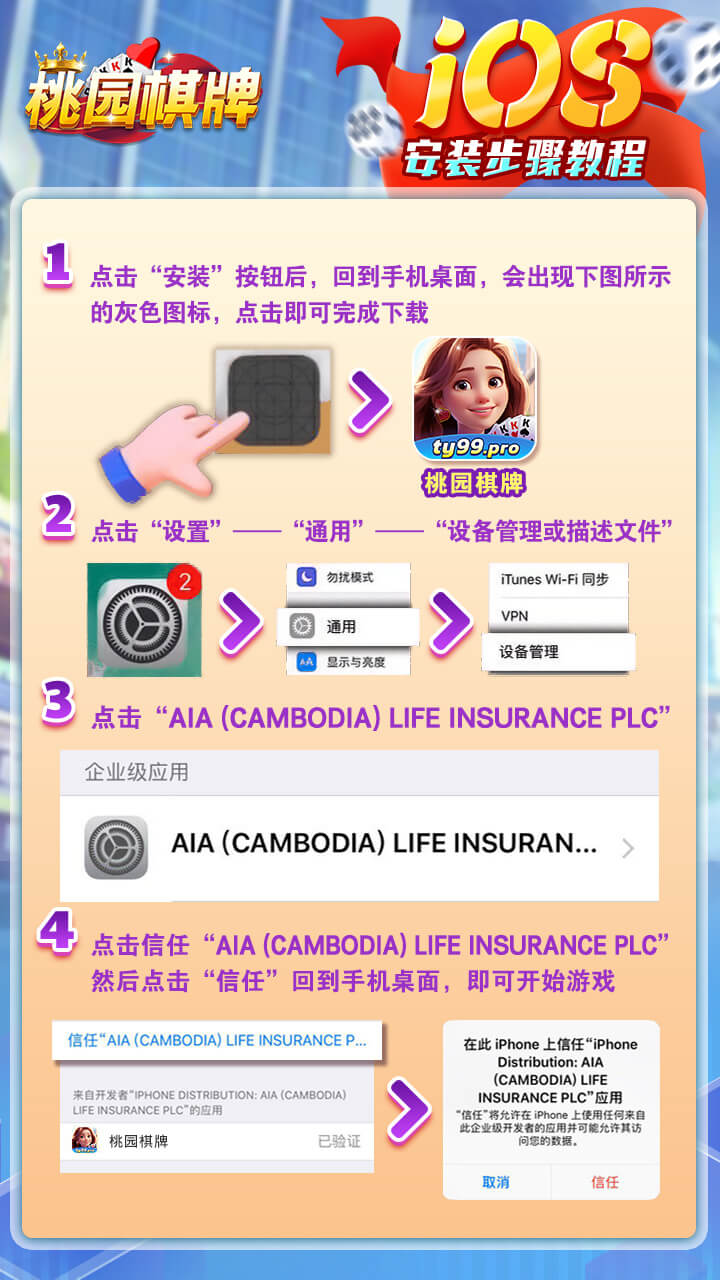 桃园棋牌
iOS
安装步骤教程
1
点击“安装”按钮后，回到手机桌面，会出现下图所示
的灰色图标，点击即可完成下载
KKK
ty99.pro
桃园棋牌
2
点击“设置”——“通用”——“设备管理或描述文件”
2
勿扰模式
通用
AA 显示与亮度
iTunes Wi-Fi 同步
VPN
设备管理
3
点击“AIA (CAMBODIA) LIFE INSURANCE PLC”
企业级应用
AIA (CAMBODIA) LIFE INSURAN...
4
点击信任“AIA (CAMBODIA) LIFE INSURANCE PLC”
然后点击“信任”回到手机桌面，即可开始游戏
信任“AIA (CAMBODIA) LIFE INSURANCE P...
来自开发者“IPHONE DISTRIBUTION: AIA (CAMBODIA)
LIFE INSURANCE PLC”的应用
桃园棋牌 已验证
在此 iPhone 上信任“iPhone
Distribution: AIA
(CAMBODIA) LIFE
INSURANCE PLC”应用
“信任”将允许在 iPhone 上使用任何来自
此企业级开发者的应用并可能允许其访
问您的数据。
取消 信任